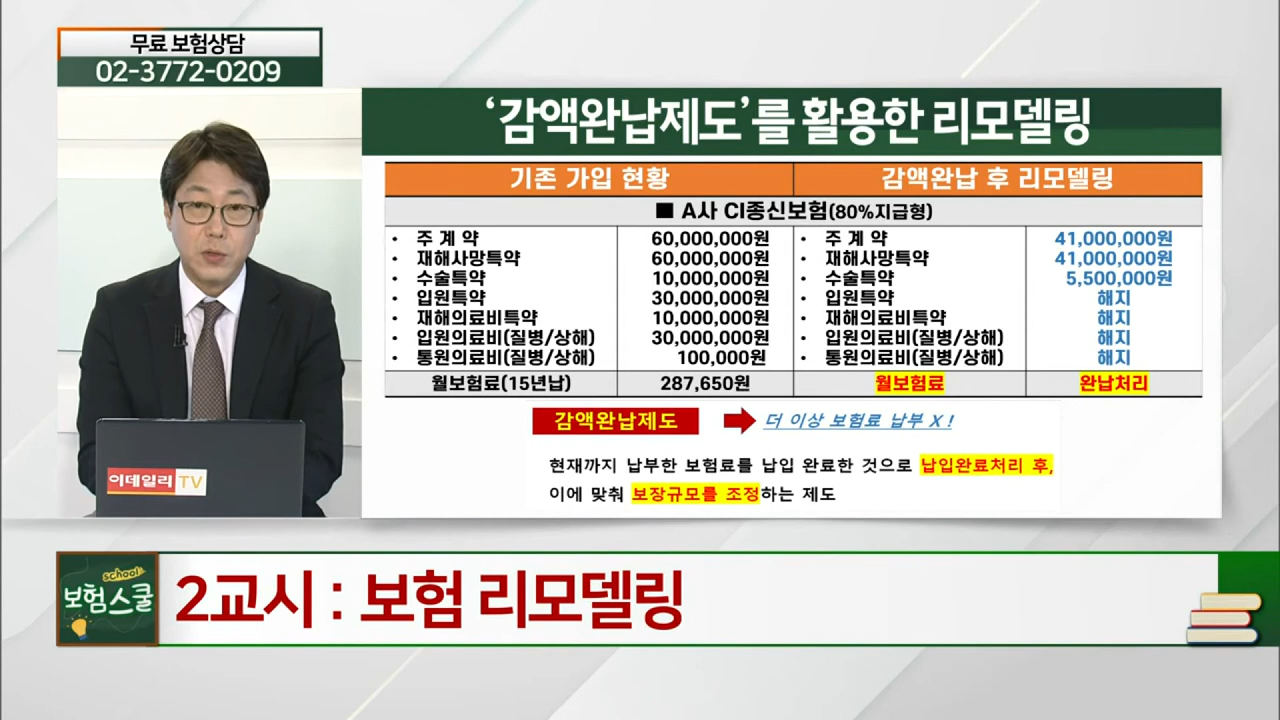 무료 보험상담
02-3772-0209
'감액완납제도'를 활용한 리모델링
기존 가입 현황 감액완납 후 리모델링
■ A사 CI종신보험(80%지급형)
• 주 계 약 60,000,000원 • 주 계 약 41,000,000원
• 재해사망특약 60,000,000원 • 재해사망특약 41,000,000원
• 수술특약 10,000,000원 • 수술특약 5,500,000원
• 입원특약 30,000,000원 • 입원특약 해지
• 재해의료비특약 10,000,000원 • 재해의료비특약 해지
• 입원의료비(질병/상해) 30,000,000원 • 입원의료비(질병/상해) 해지
• 통원의료비(질병/상해) 100,000원 • 통원의료비(질병/상해) 해지
월보험료(15년납) 287,650원 월보험료 완납처리
감액완납제도 더 이상 보험료 납부 X !
현재까지 납부한 보험료를 납입 완료한 것으로 납입완료처리 후,
이에 맞춰 보장규모를 조정하는 제도
이데일리TV
school
보험스쿨
2교시 : 보험 리모델링